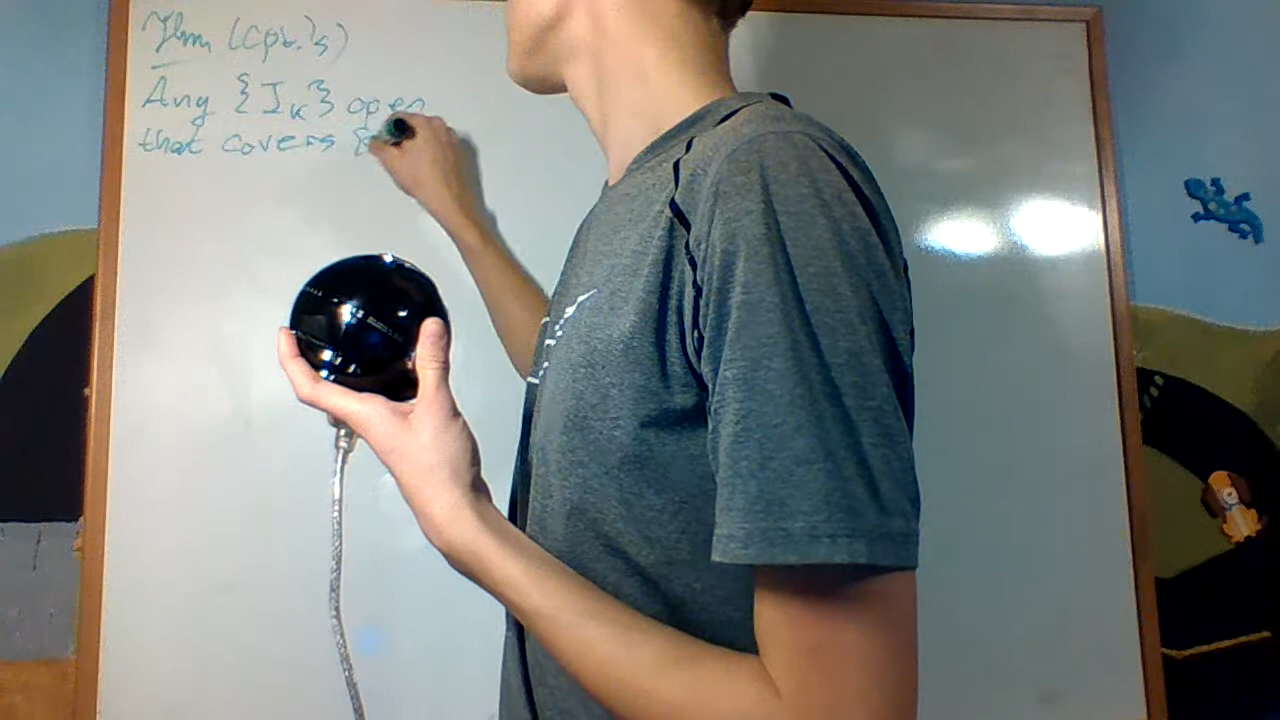 Thm (Cpt.'s)
Any {I_K} open
that covers